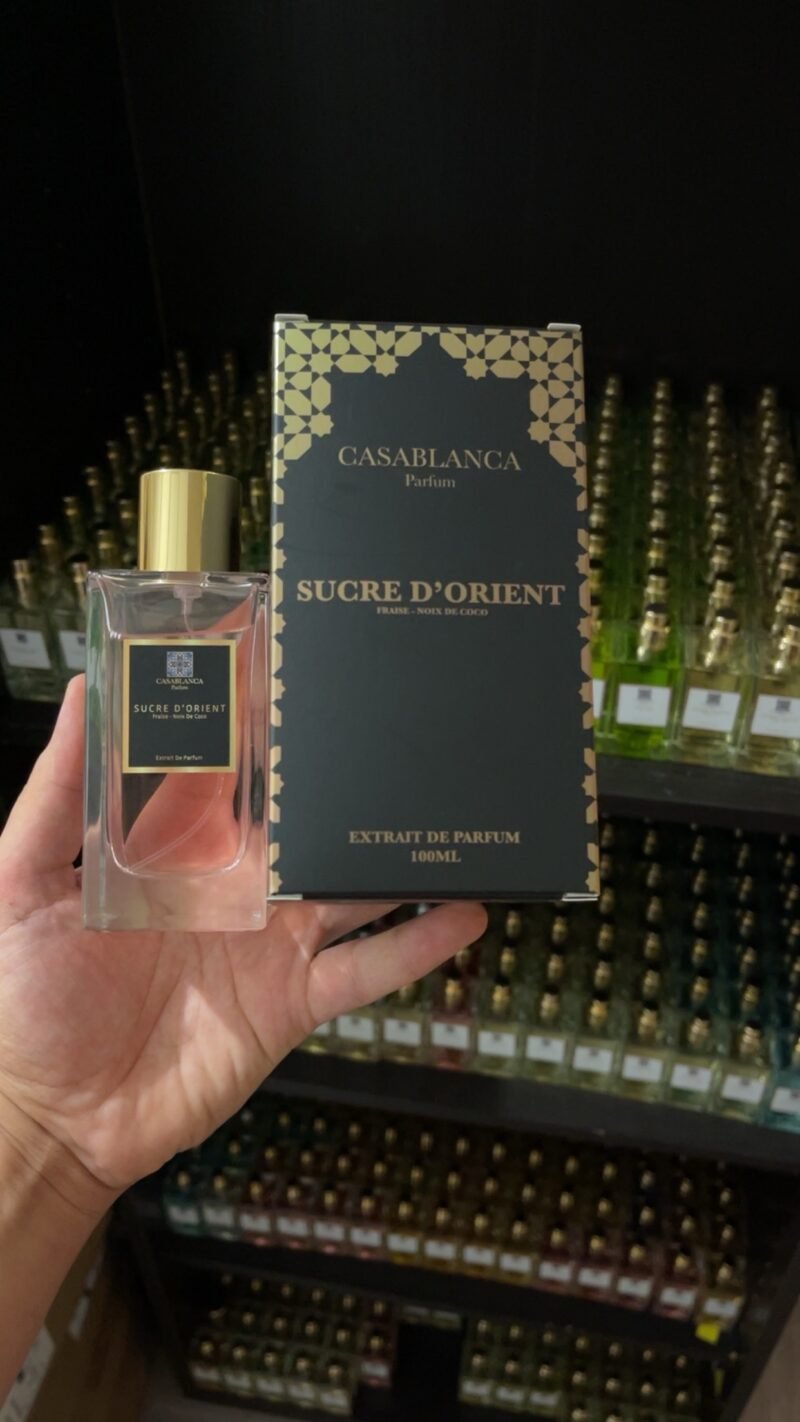 CASABLANCA
Parfum
SUCRE D'ORIENT
FRAISE - NOIX DE COCO
EXTRAIT DE PARFUM
100ML
CASABLANCA
Parfum
SUCRE D'ORIENT
Fraise - Noix De Coco
Extrait De Parfum